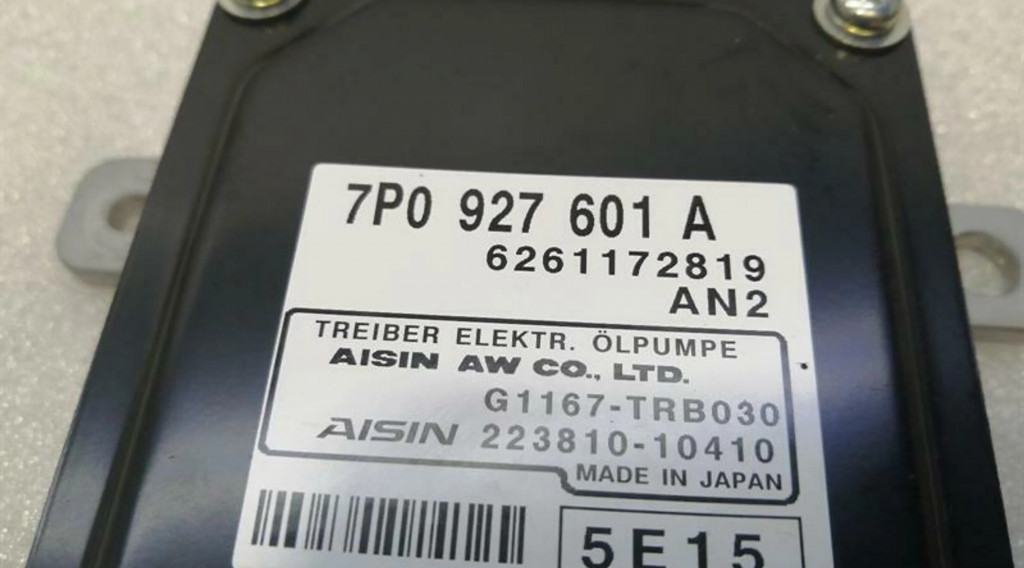 7P0 927 601 A
6261172819
AN2
TREIBER ELEKTR. ÖLPUMPE
AISIN AW CO., LTD.
G1167-TRB030
AISIN 223810-10410
MADE IN JAPAN
5E15